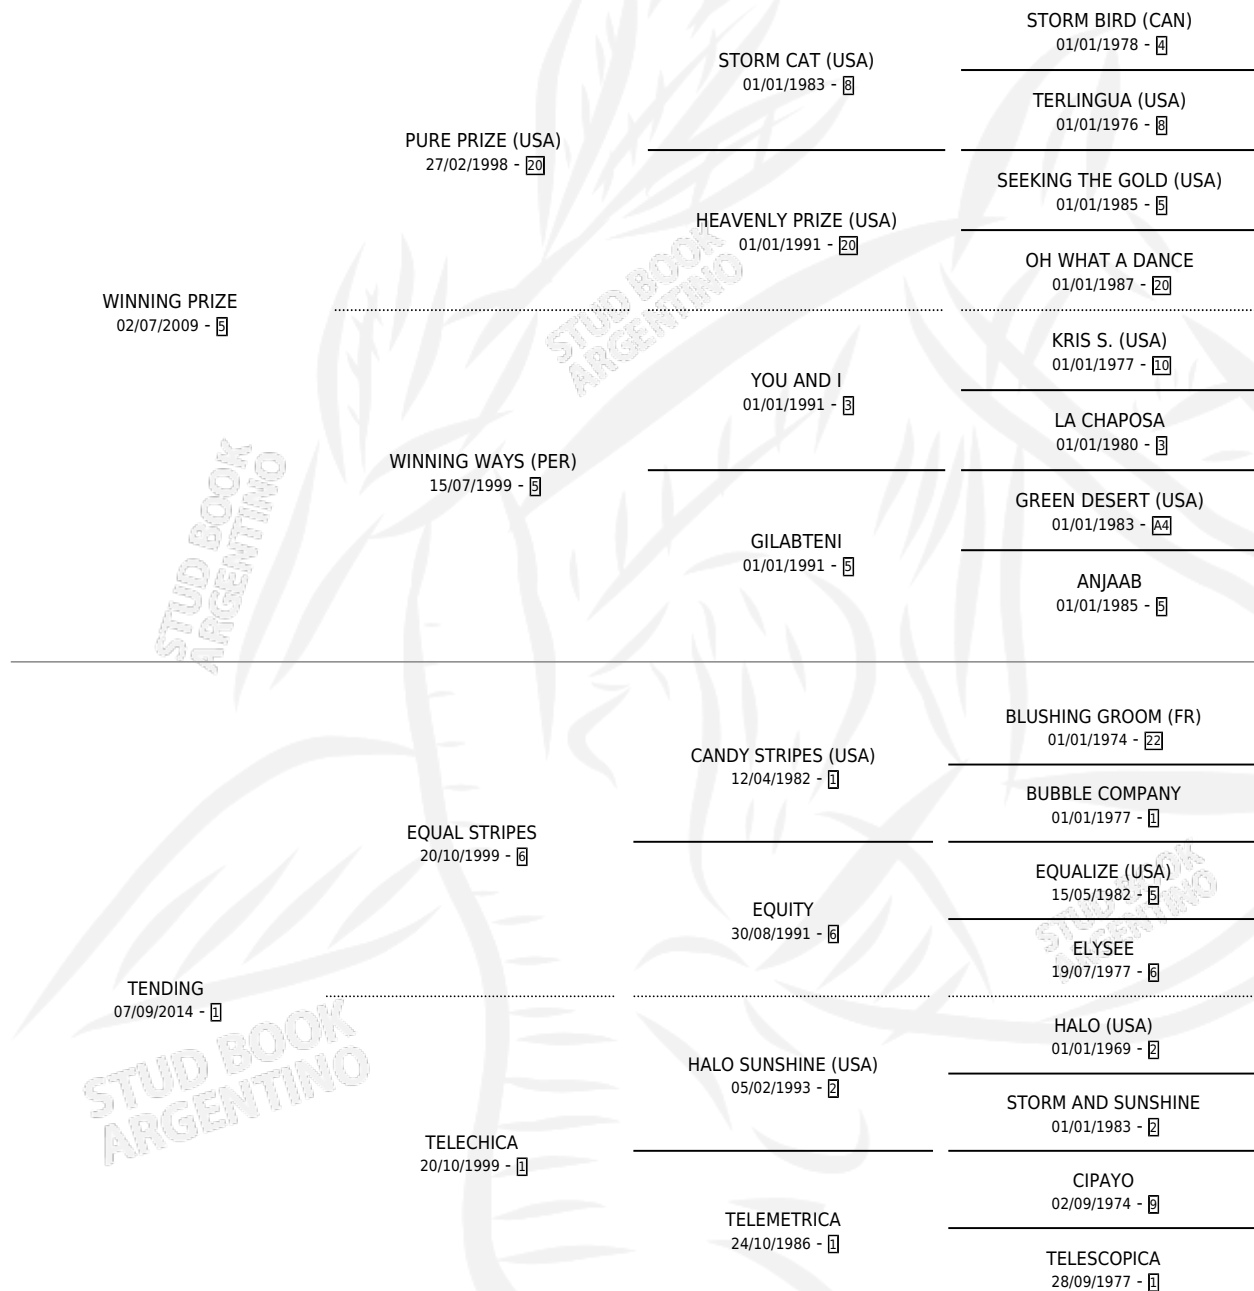 STORM BIRD (CAN)
01/01/1978 - 4
STORM CAT (USA)
01/01/1983 - 8
TERLINGUA (USA)
01/01/1976 - 8
PURE PRIZE (USA)
27/02/1998 - 20
SEEKING THE GOLD (USA)
01/01/1985 - 5
HEAVENLY PRIZE (USA)
01/01/1991 - 20
OH WHAT A DANCE
01/01/1987 - 20
WINNING PRIZE
02/07/2009 - 5
KRIS S. (USA)
01/01/1977 - 10
YOU AND I
01/01/1991 - 3
LA CHAPOSA
01/01/1980 - 3
WINNING WAYS (PER)
15/07/1999 - 5
GREEN DESERT (USA)
01/01/1983 - A4
GILABTENI
01/01/1991 - 5
ANJAAB
01/01/1985 - 5
STUD BOOK
ARGENTINO
STUD BOOK
ARGENTINO
BLUSHING GROOM (FR)
01/01/1974 - 22
CANDY STRIPES (USA)
12/04/1982 - 1
BUBBLE COMPANY
01/01/1977 - 1
EQUAL STRIPES
20/10/1999 - 6
EQUALIZE (USA)
15/05/1982 - 5
EQUITY
30/08/1991 - 6
ELYSEE
19/07/1977 - 6
STUD BOOK
ARGENTINO
TENDING
07/09/2014 - 1
HALO (USA)
01/01/1969 - 2
HALO SUNSHINE (USA)
05/02/1993 - 2
STORM AND SUNSHINE
01/01/1983 - 2
TELECHICA
20/10/1999 - 1
CIPAYO
02/09/1974 - 9
TELEMETRICA
24/10/1986 - 1
TELESCOPICA
28/09/1977 - 1
STUD BOOK
ARGENTINO